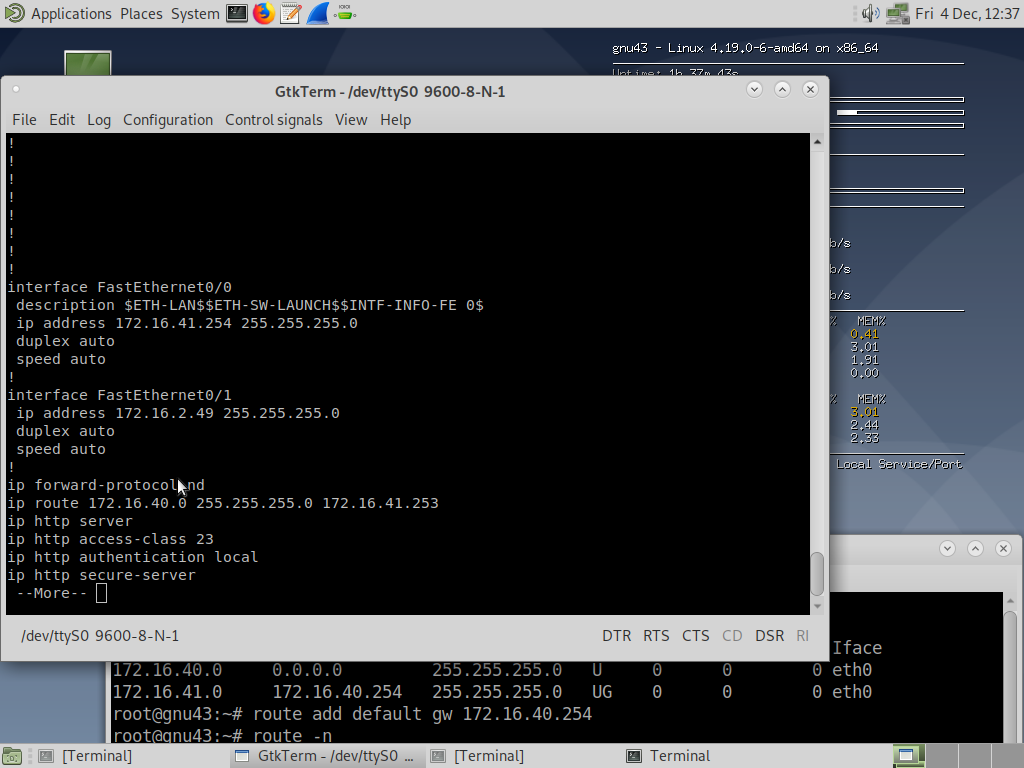 Applications Places System Fri 4 Dec, 12:37
gnu43 - Linux 4.19.0-6-amd64 on x86_64
Uptime: 1h 37m 43s
GtkTerm - /dev/ttyS0 9600-8-N-1
File Edit Log Configuration Control signals View Help
!
!
!
!
!
!
!
!
interface FastEthernet0/0
description $ETH-LAN$$ETH-SW-LAUNCH$$INTF-INFO-FE 0$
ip address 172.16.41.254 255.255.255.0
duplex auto
speed auto
!
interface FastEthernet0/1
ip address 172.16.2.49 255.255.255.0
duplex auto
speed auto
!
ip forward-protocol nd
ip route 172.16.40.0 255.255.255.0 172.16.41.253
ip http server
ip http access-class 23
ip http authentication local
ip http secure-server
--More--
/dev/ttyS0 9600-8-N-1 DTR RTS CTS CD DSR RI
b/s
b/s
b/s
% MEM%
0.41
3.01
1.91
0.00
% MEM%
3.01
2.44
2.33
Local Service/Port
Iface
172.16.40.0 0.0.0.0 255.255.255.0 U 0 0 0 eth0
172.16.41.0 172.16.40.254 255.255.255.0 UG 0 0 0 eth0
root@gnu43:~# route add default gw 172.16.40.254
root@gnu43:~# route -n
[Terminal] GtkTerm - /dev/ttyS0 ... [Terminal] Terminal